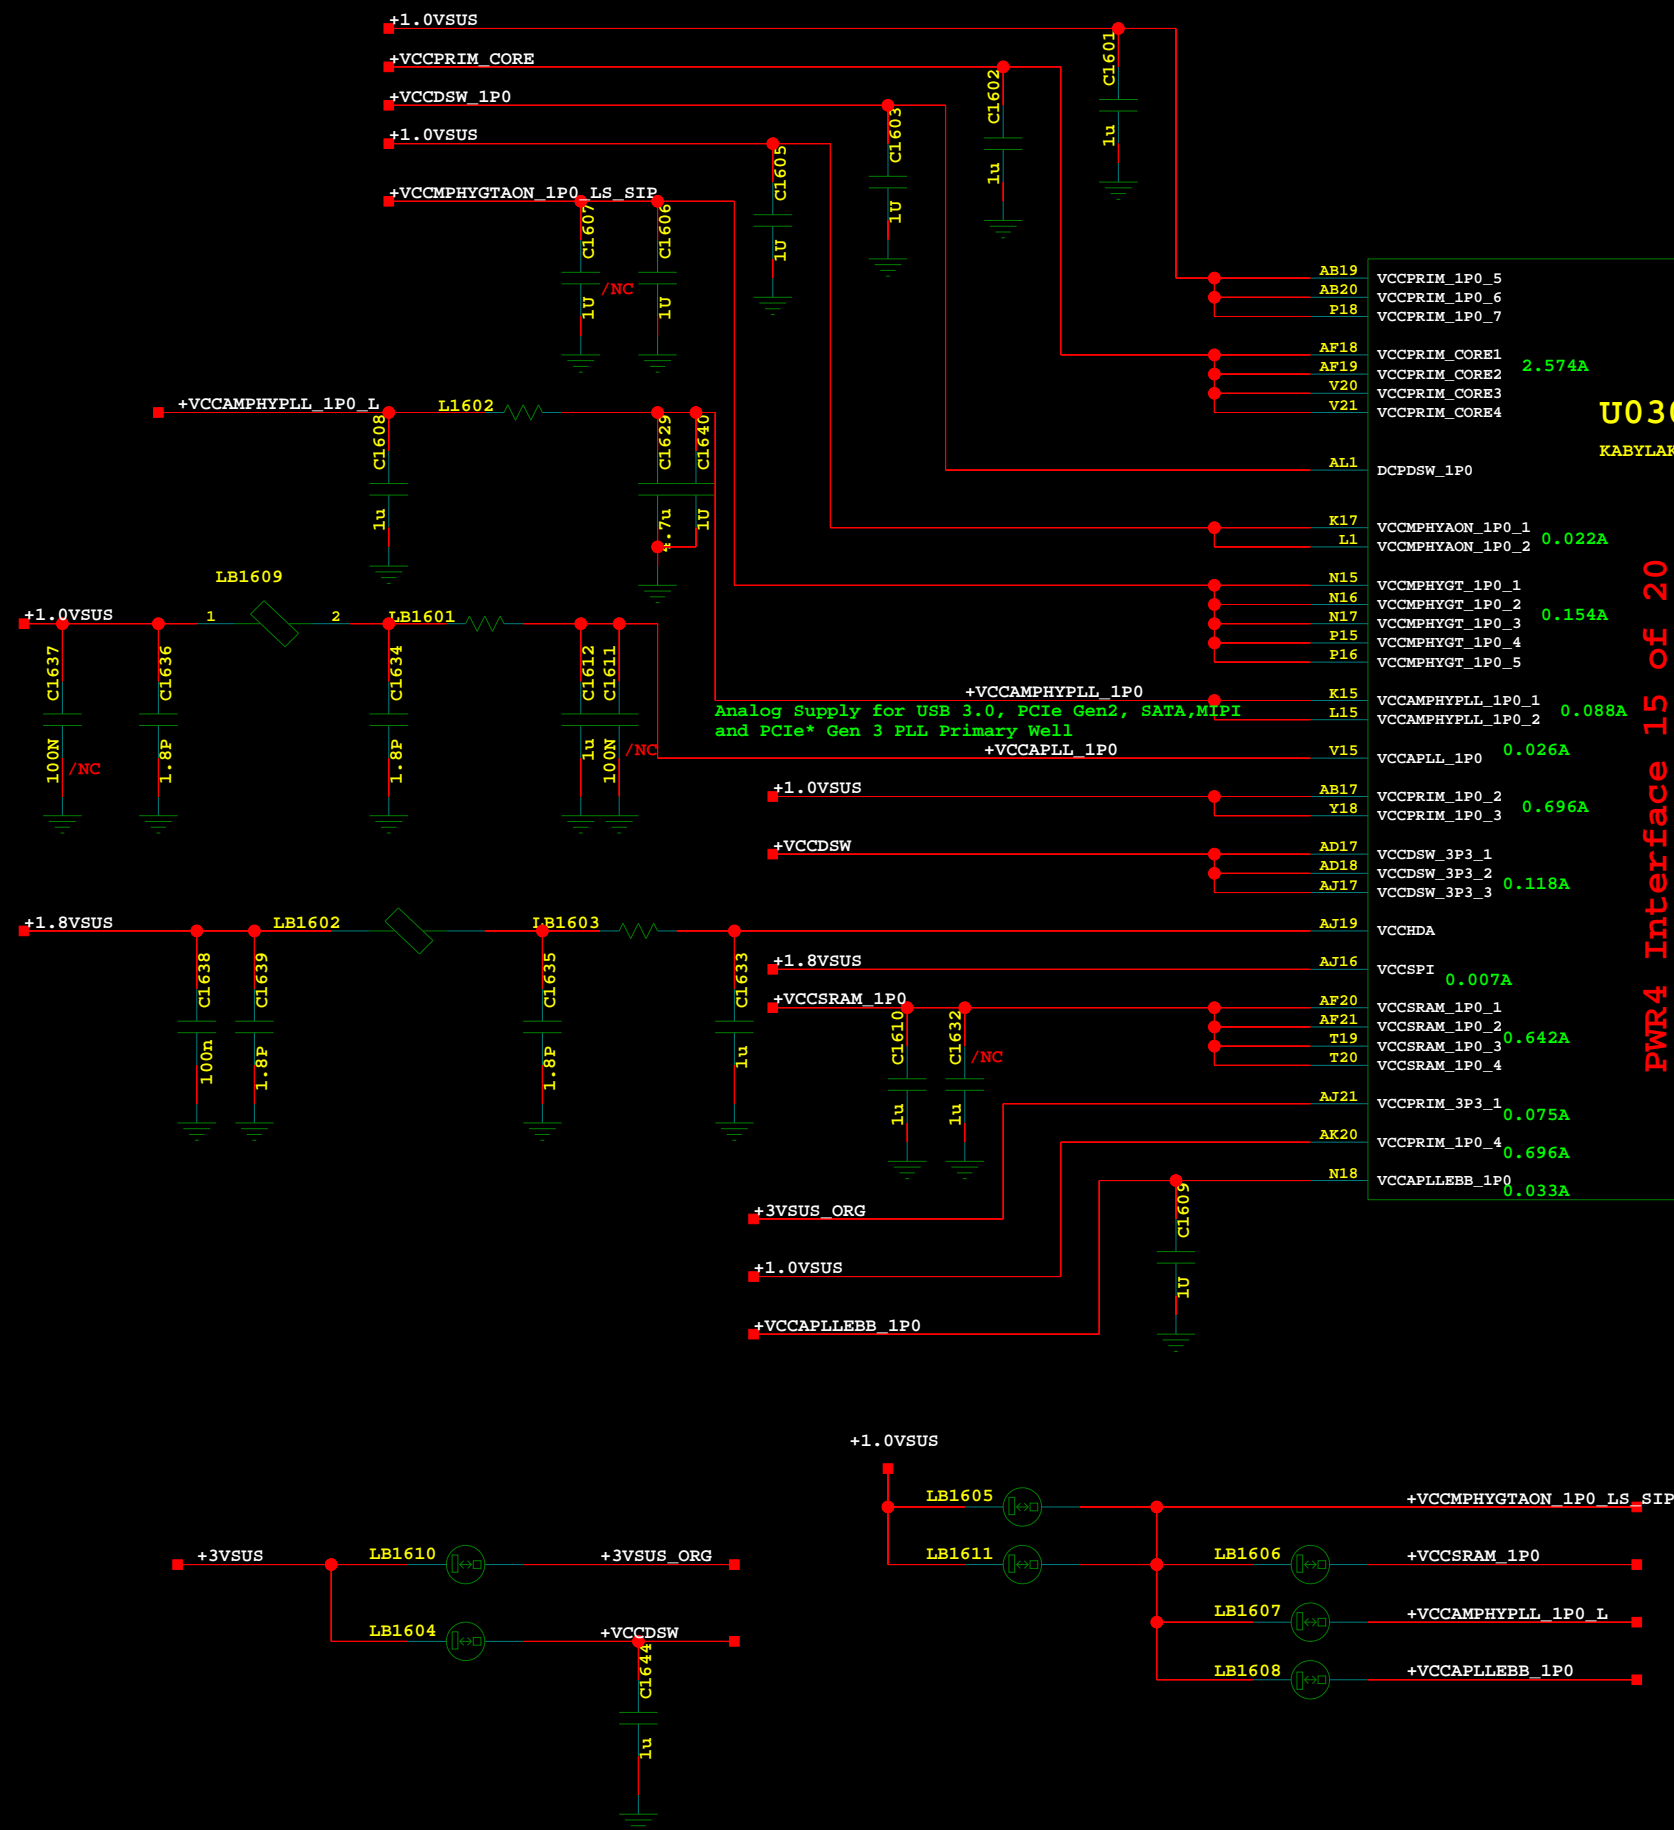 +1.0VSUS
C1601
1u
+VCCPRIM_CORE
C1602
1u
+VCCDSW_1P0
C1603
1U
+1.0VSUS
C1605
1U
+VCCMPHYGTAON_1P0_LS_SIP
C1607
/NC
1U
C1606
1U
AB19 VCCPRIM_1P0_5
AB20 VCCPRIM_1P0_6
P18 VCCPRIM_1P0_7
AF18 VCCPRIM_CORE1
AF19 VCCPRIM_CORE2 2.574A
V20 VCCPRIM_CORE3
V21 VCCPRIM_CORE4
KABYLAK
+VCCAMPHYPLL_1P0_L
L1602
C1608
1u
C1629
4.7u
C1640
1U
AL1 DCPDSW_1P0
K17 VCCMPHYAON_1P0_1
L1 VCCMPHYAON_1P0_2 0.022A
LB1609
+1.0VSUS
1
2
LB1601
N15 VCCMPHYGT_1P0_1
N16 VCCMPHYGT_1P0_2
N17 VCCMPHYGT_1P0_3 0.154A
P15 VCCMPHYGT_1P0_4
P16 VCCMPHYGT_1P0_5
C1637
100N
/NC
C1636
1.8P
C1634
1.8P
C1612
1u
C1611
100N
/NC
+VCCAMPHYPLL_1P0
K15 VCCAMPHYPLL_1P0_1
L15 VCCAMPHYPLL_1P0_2 0.088A
Analog Supply for USB 3.0, PCIe Gen2, SATA,MIPI
and PCIe* Gen 3 PLL Primary Well
+VCCAPLL_1P0
V15 VCCAPLL_1P0 0.026A
+1.0VSUS
AB17 VCCPRIM_1P0_2
Y18 VCCPRIM_1P0_3 0.696A
+VCCDSW
AD17 VCCDSW_3P3_1
AD18 VCCDSW_3P3_2
AJ17 VCCDSW_3P3_3 0.118A
PWR4 Interface 15 of 20
+1.8VSUS
LB1602
LB1603
AJ19 VCCHDA
C1638
100n
C1639
1.8P
C1635
1.8P
C1633
1u
+1.8VSUS
AJ16 VCCSPI
0.007A
+VCCSRAM_1P0
C1610
1u
C1632
/NC
1u
AF20 VCCSRAM_1P0_1
AF21 VCCSRAM_1P0_2
T19 VCCSRAM_1P0_3 0.642A
T20 VCCSRAM_1P0_4
AJ21 VCCPRIM_3P3_1
0.075A
AK20 VCCPRIM_1P0_4
0.696A
N18 VCCAPLLEBB_1P0
0.033A
C1609
1U
+3VSUS_ORG
+1.0VSUS
+VCCAPLLEBB_1P0
+1.0VSUS
LB1605
+VCCMPHYGTAON_1P0_LS_SIP
LB1611
LB1606
+VCCSRAM_1P0
LB1607
+VCCAMPHYPLL_1P0_L
LB1608
+VCCAPLLEBB_1P0
+3VSUS
LB1610
+3VSUS_ORG
LB1604
+VCCDSW
C1644
1u